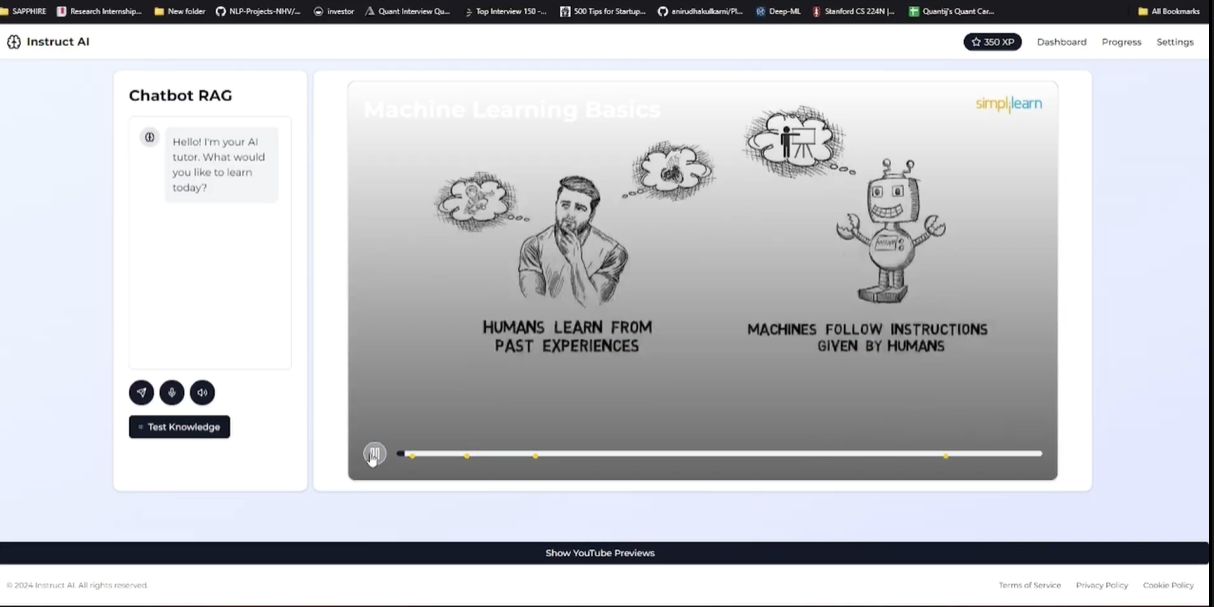 SAPPHIRE
Research Internship...
New folder
NLP-Projects-NHV/...
investor
Quant Interview Qu...
Top Interview 150 -...
500 Tips for Startup...
anirudhakulkarni/Pl...
Deep-ML
Stanford CS 224N |...
Quantij's Quant Car...
All Bookmarks
Instruct AI
350 XP
Dashboard
Progress
Settings
Chatbot RAG
Hello! I'm your AI
tutor. What would
you like to learn
today?
Test Knowledge
Machine Learning Basics
simplilearn
HUMANS LEARN FROM
PAST EXPERIENCES
MACHINES FOLLOW INSTRUCTIONS
GIVEN BY HUMANS
Show YouTube Previews
© 2024 Instruct AI. All rights reserved.
Terms of Service
Privacy Policy
Cookie Policy